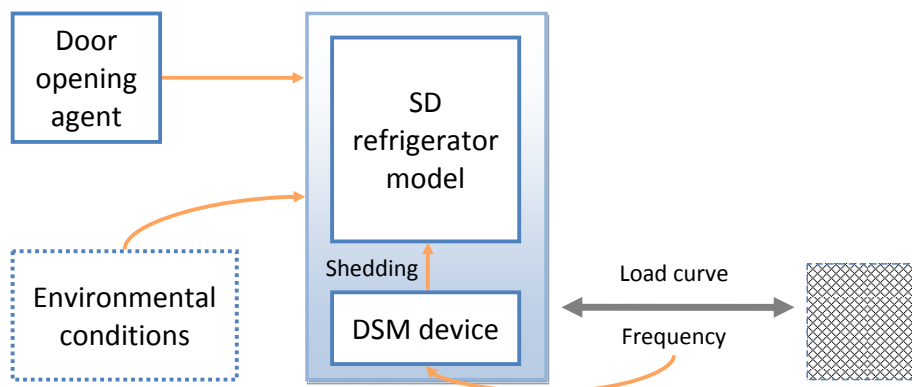 Door
opening
agent
SD
refrigerator
model
Shedding
DSM device
Environmental
conditions
Load curve
Frequency